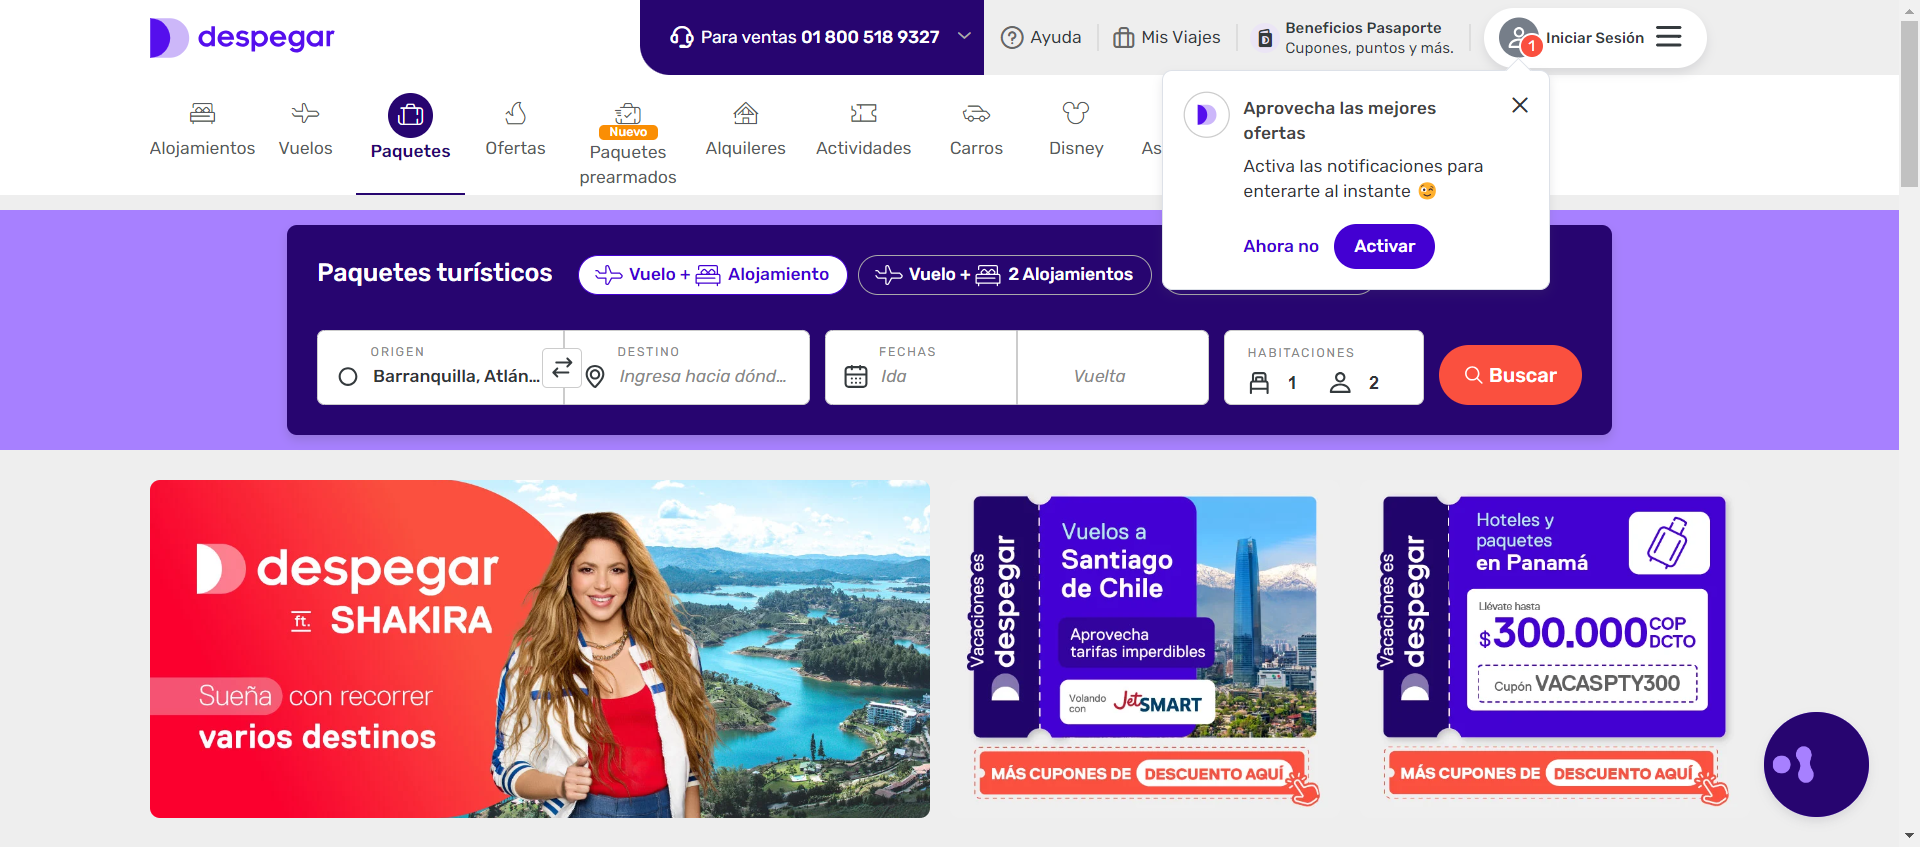 despegar
Para ventas 01 800 518 9327
Ayuda
Mis Viajes
Beneficios Pasaporte
Cupones, puntos y más.
1
Iniciar Sesión
Alojamientos
Vuelos
Paquetes
Ofertas
Nuevo
Paquetes
prearmados
Alquileres
Actividades
Carros
Disney
As
Aprovecha las mejores
ofertas
Activa las notificaciones para
enterarte al instante 😉
Ahora no
Activar
Paquetes turísticos
Vuelo + Alojamiento
Vuelo + 2 Alojamientos
ORIGEN
Barranquilla, Atlán...
DESTINO
Ingresa hacia dónd...
FECHAS
Ida
Vuelta
HABITACIONES
1
2
Buscar
despegar
ft. SHAKIRA
Sueña con recorrer
varios destinos
Vacaciones es
despegar
Vuelos a
Santiago
de Chile
Aprovecha
tarifas imperdibles
Volando
con
JetSMART
MÁS CUPONES DE DESCUENTO AQUÍ
Vacaciones es
despegar
Hoteles y
paquetes
en Panamá
Llévate hasta
$300.000 COP
DCTO
Cupón VACASPTY300
MÁS CUPONES DE DESCUENTO AQUÍ